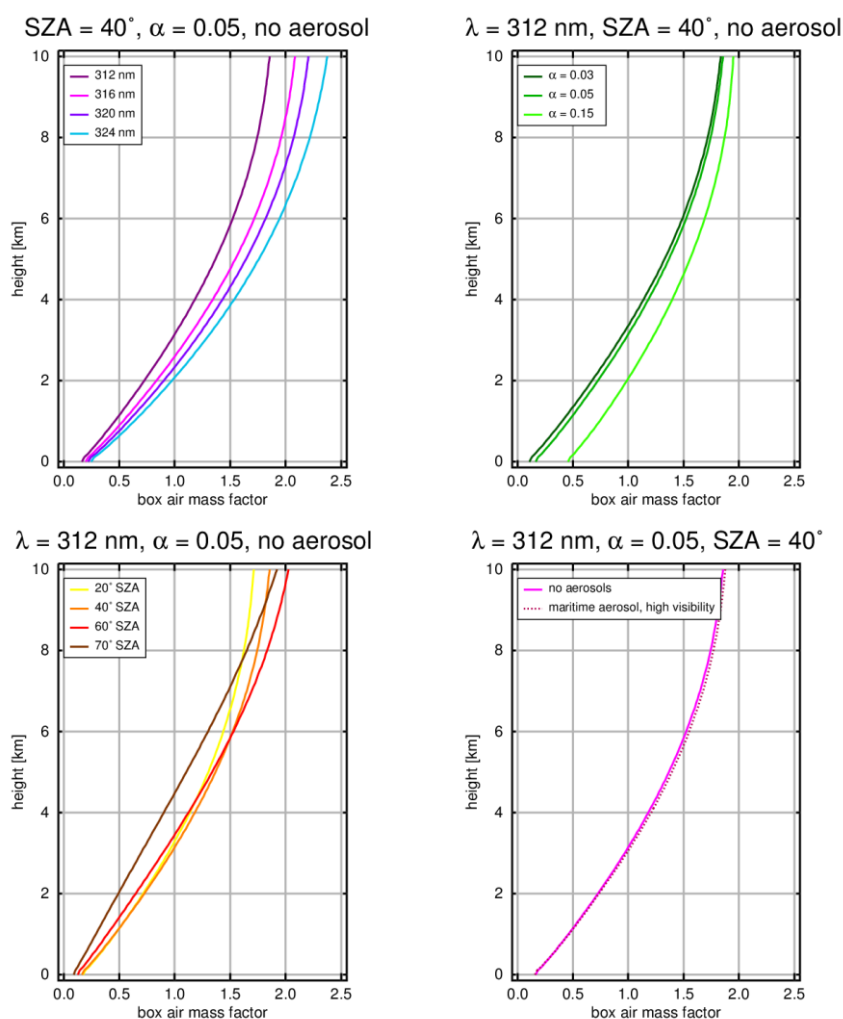 SZA = 40˚, α = 0.05, no aerosol
312 nm
316 nm
320 nm
324 nm
10
8
6
4
2
0
height [km]
0.0 0.5 1.0 1.5 2.0 2.5
box air mass factor
λ = 312 nm, SZA = 40˚, no aerosol
α = 0.03
α = 0.05
α = 0.15
10
8
6
4
2
0
height [km]
0.0 0.5 1.0 1.5 2.0 2.5
box air mass factor
λ = 312 nm, α = 0.05, no aerosol
20˚ SZA
40˚ SZA
60˚ SZA
70˚ SZA
10
8
6
4
2
0
height [km]
0.0 0.5 1.0 1.5 2.0 2.5
box air mass factor
λ = 312 nm, α = 0.05, SZA = 40˚
no aerosols
maritime aerosol, high visibility
10
8
6
4
2
0
height [km]
0.0 0.5 1.0 1.5 2.0 2.5
box air mass factor